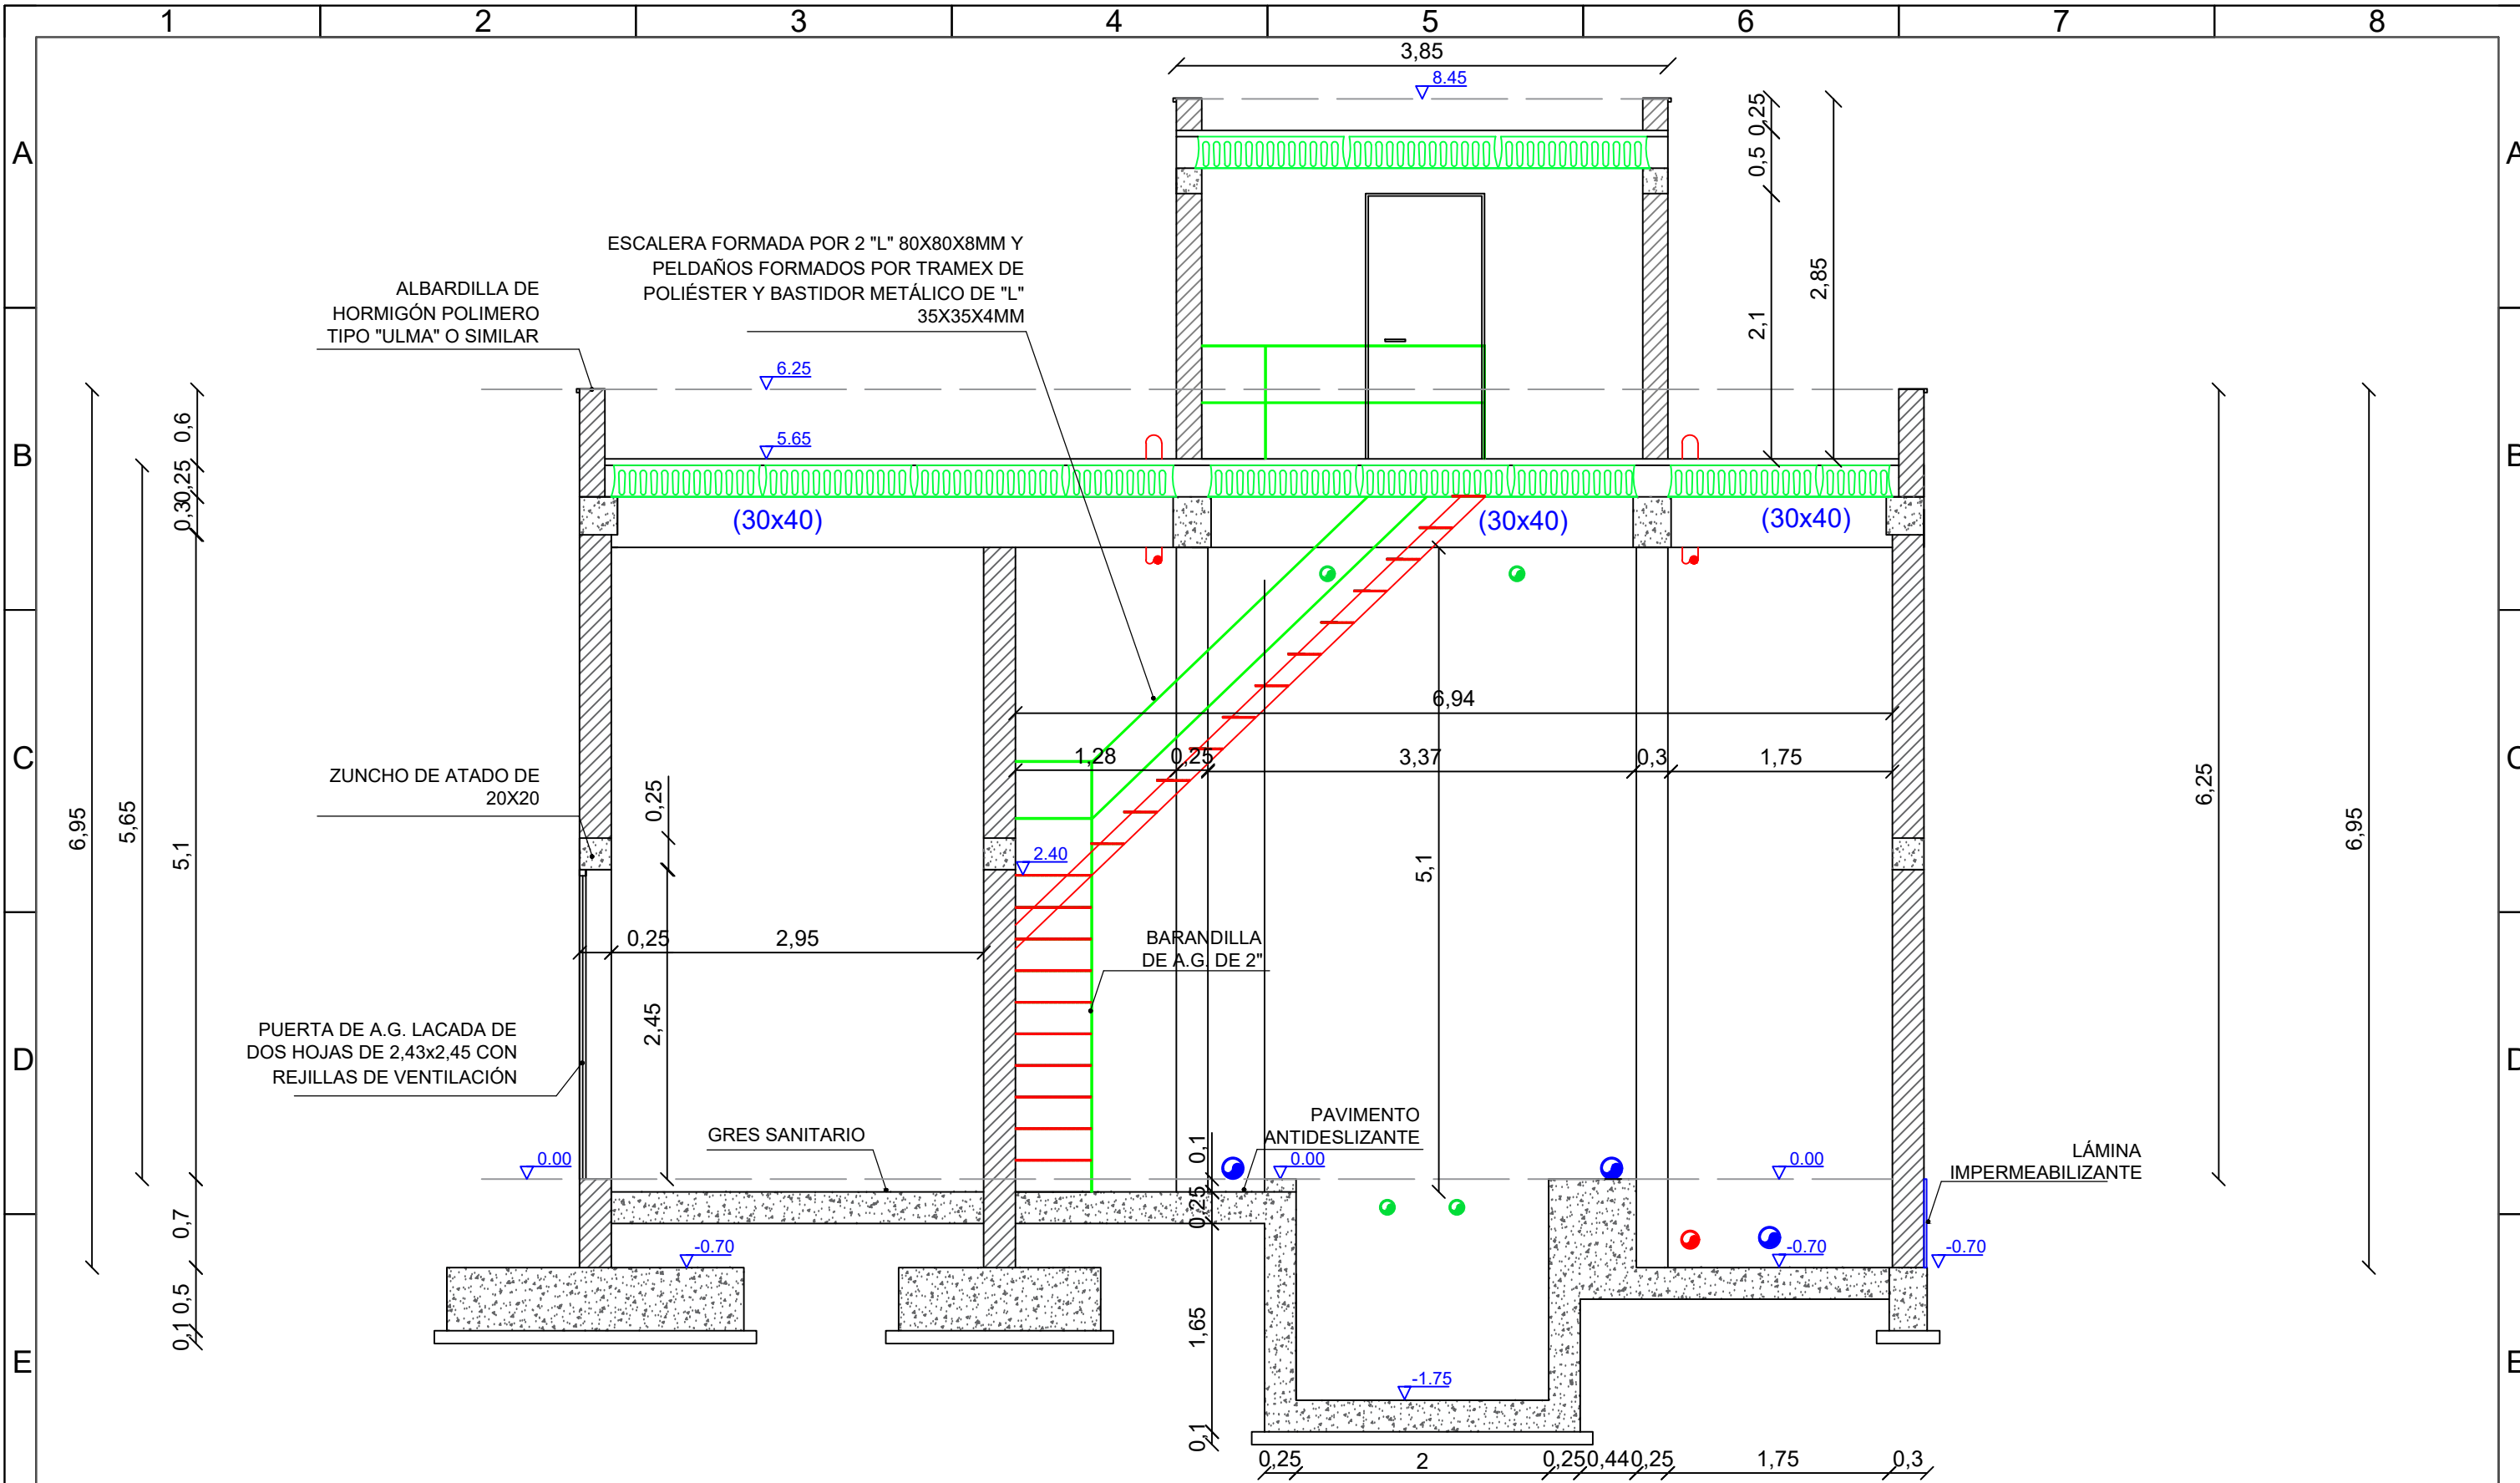 1 2 3 4 5 6 7 8
3,85
8.45
A
A
0,25
0,5
2,85
2,1
ESCALERA FORMADA POR 2 "L" 80X80X8MM Y
PELDAÑOS FORMADOS POR TRAMEX DE
POLIÉSTER Y BASTIDOR METÁLICO DE "L"
35X35X4MM
ALBARDILLA DE
HORMIGÓN POLIMERO
TIPO "ULMA" O SIMILAR
6.25
0,6
5.65
B
B
0,25
0,3
(30x40)
(30x40)
(30x40)
6,94
C
C
1,28
0,25
3,37
0,3
1,75
ZUNCHO DE ATADO DE
20X20
0,25
6,95
5,65
5,1
2.40
5,1
6,25
6,95
0,25
2,95
BARANDILLA
DE A.G. DE 2"
2,45
PUERTA DE A.G. LACADA DE
DOS HOJAS DE 2,43x2,45 CON
REJILLAS DE VENTILACIÓN
D
D
GRES SANITARIO
PAVIMENTO
ANTIDESLIZANTE
LÁMINA
IMPERMEABILIZANTE
0.00
0,1
0.00
0.00
0,25
0,7
-0.70
-0.70
-0.70
0,5
0,1
1,65
E
E
-1.75
0,1
0,25
2
0,25
0,44
0,25
1,75
0,3